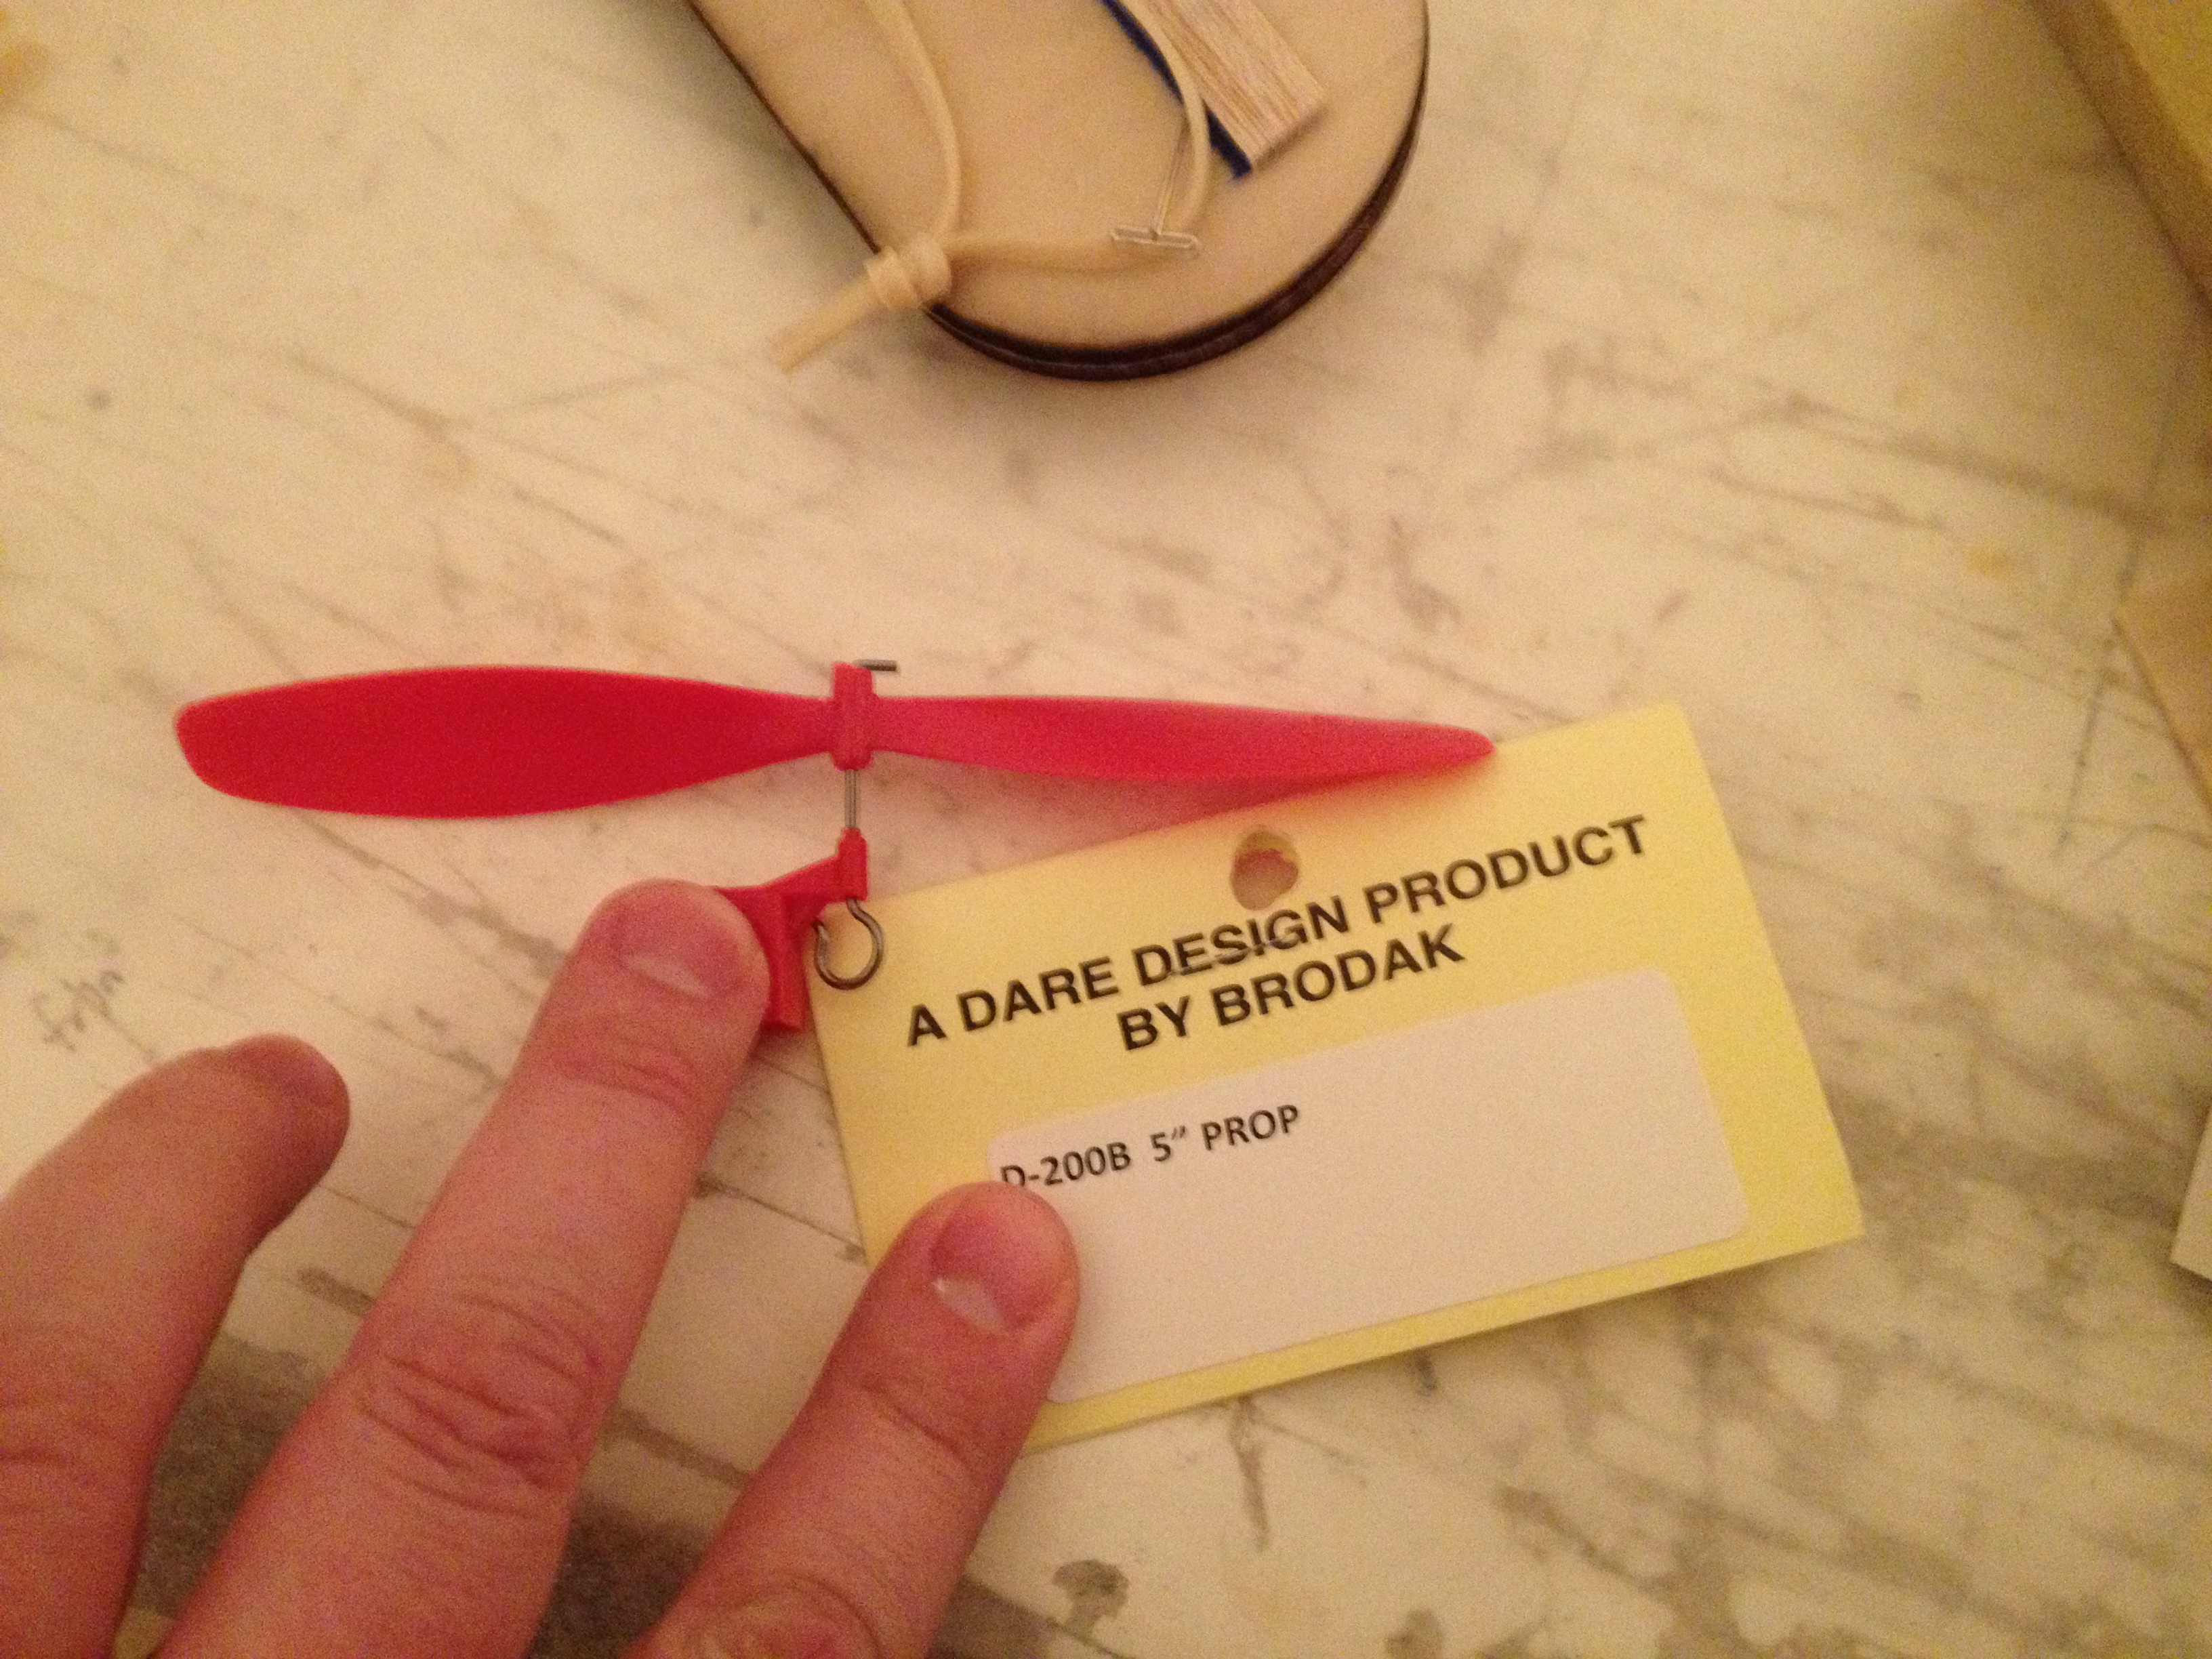 A DARE DESIGN PRODUCT
BY BRODAK
D-200B 5" PROP